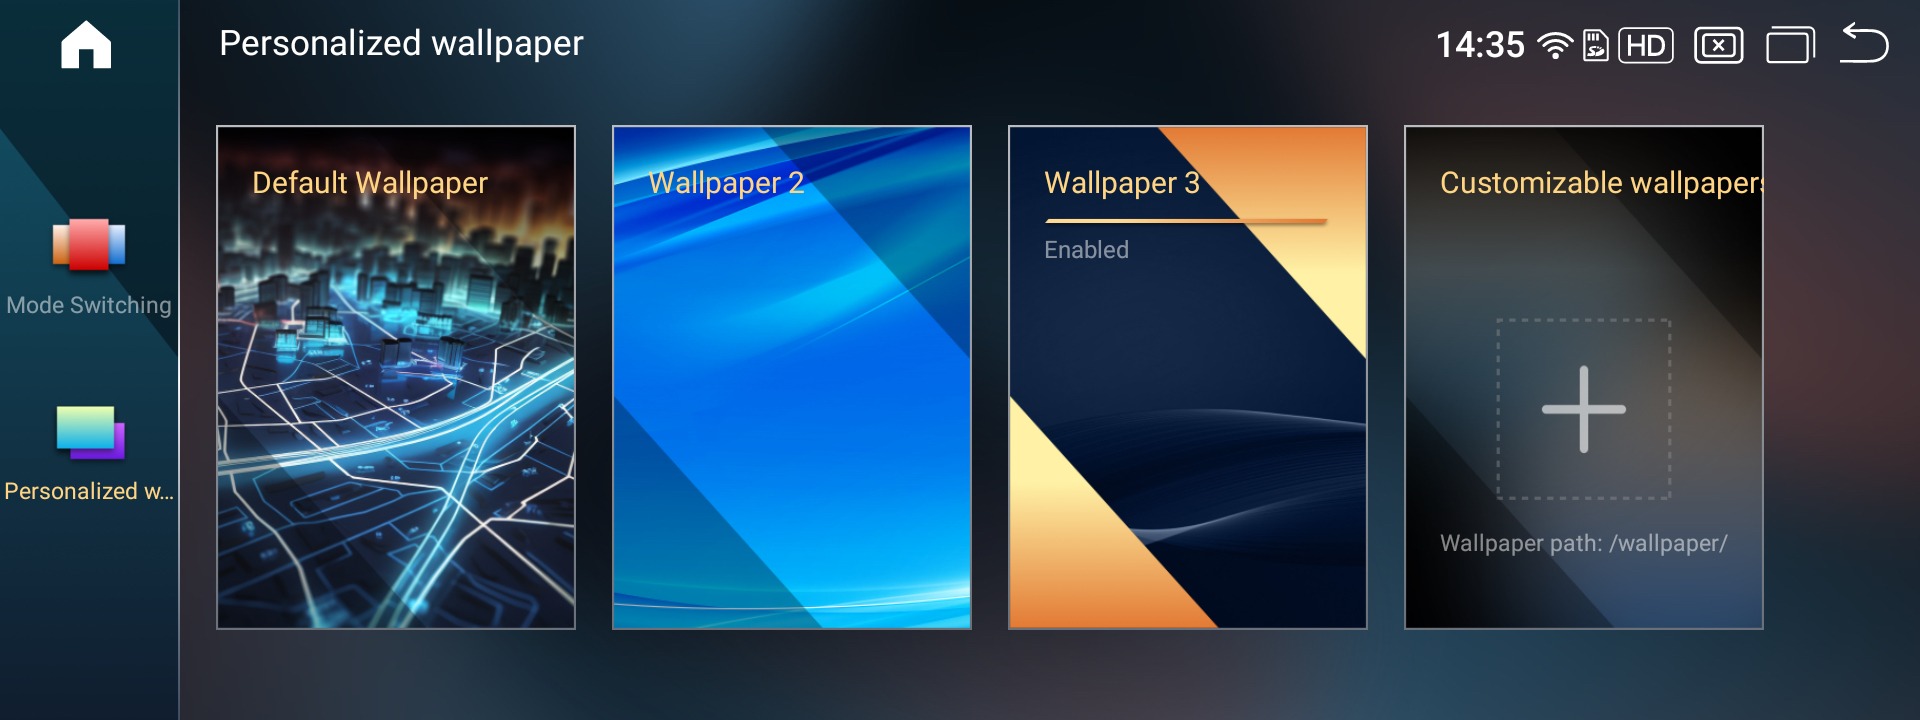 Personalized wallpaper
14:35
SD
HD
Mode Switching
Personalized w...
Default Wallpaper
Wallpaper 2
Wallpaper 3
Enabled
Customizable wallpapers
Wallpaper path: /wallpaper/